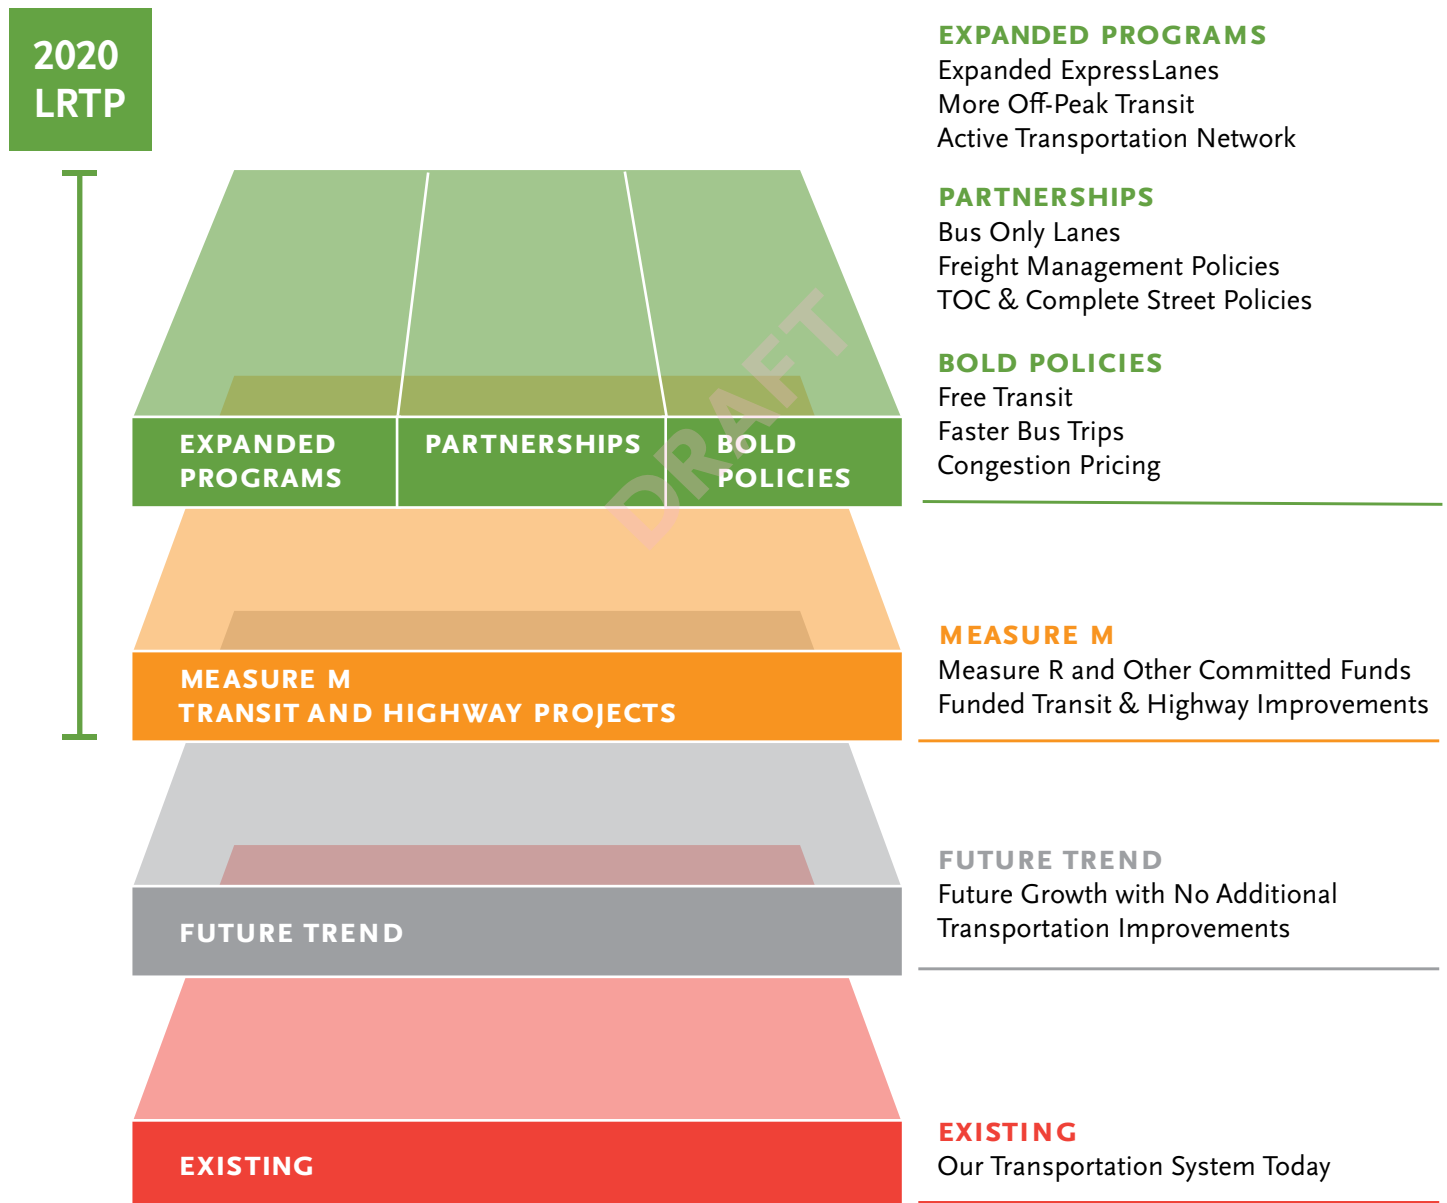 2020
LRTP
EXPANDED PROGRAMS
Expanded ExpressLanes
More Off-Peak Transit
Active Transportation Network
PARTNERSHIPS
Bus Only Lanes
Freight Management Policies
TOC & Complete Street Policies
BOLD POLICIES
Free Transit
Faster Bus Trips
Congestion Pricing
EXPANDED
PROGRAMS
PARTNERSHIPS
BOLD
POLICIES
DRAFT
MEASURE M
TRANSIT AND HIGHWAY PROJECTS
MEASURE M
Measure R and Other Committed Funds
Funded Transit & Highway Improvements
FUTURE TREND
FUTURE TREND
Future Growth with No Additional
Transportation Improvements
EXISTING
EXISTING
Our Transportation System Today